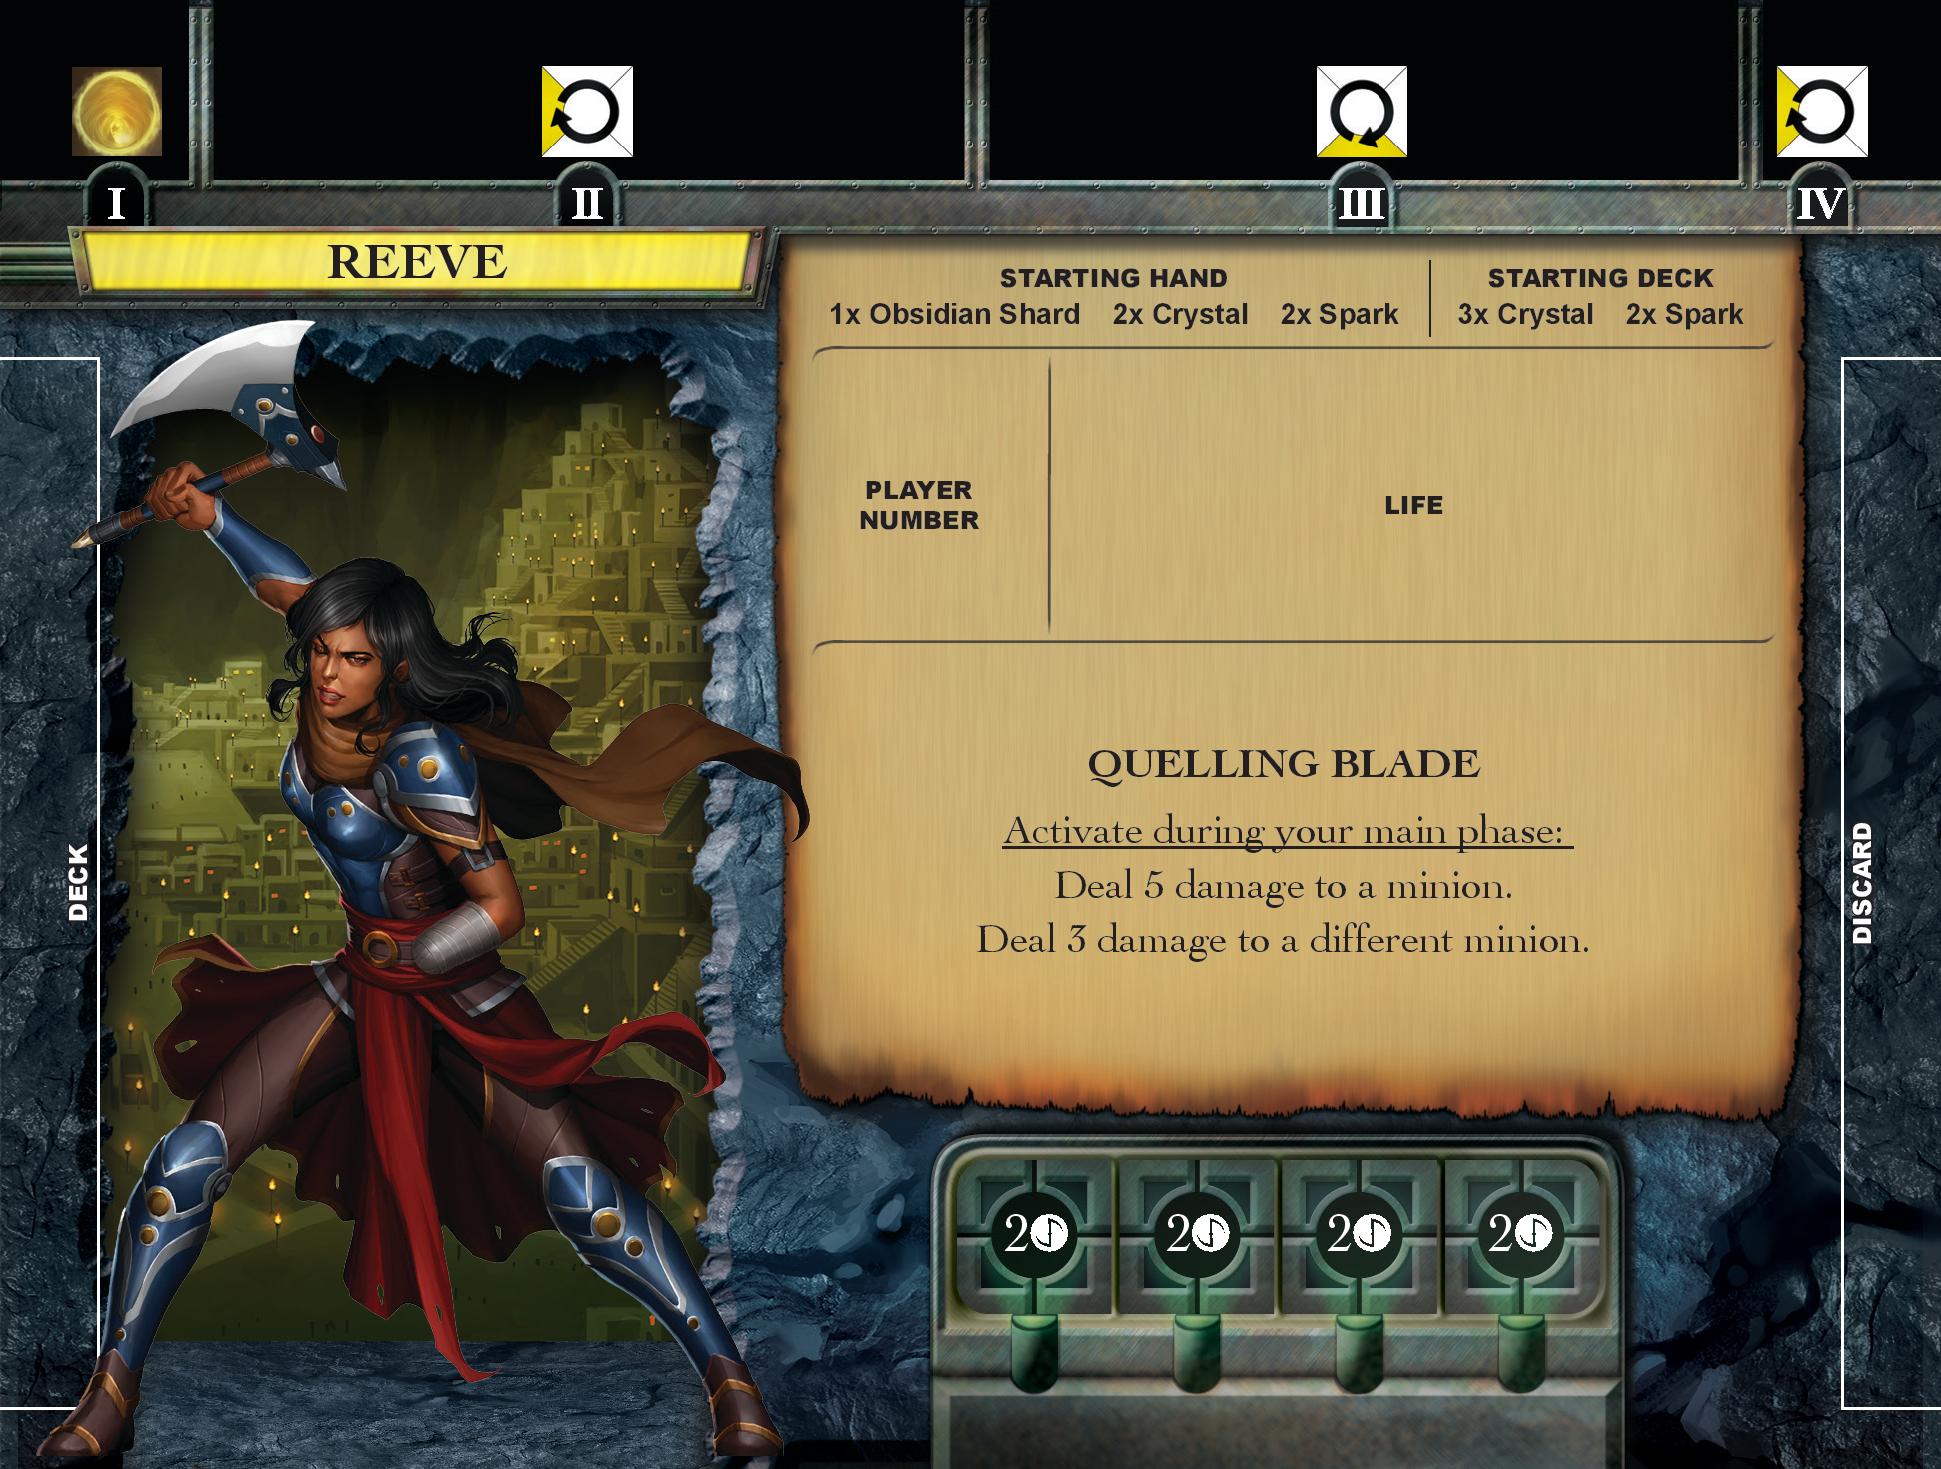 I
II
III
IV
REEVE
STARTING HAND
1x Obsidian Shard 2x Crystal 2x Spark
STARTING DECK
3x Crystal 2x Spark
PLAYER
NUMBER
LIFE
QUELLING BLADE
Activate during your main phase:
Deal 5 damage to a minion.
Deal 3 damage to a different minion.
DECK
DISCARD
2 2 2 2